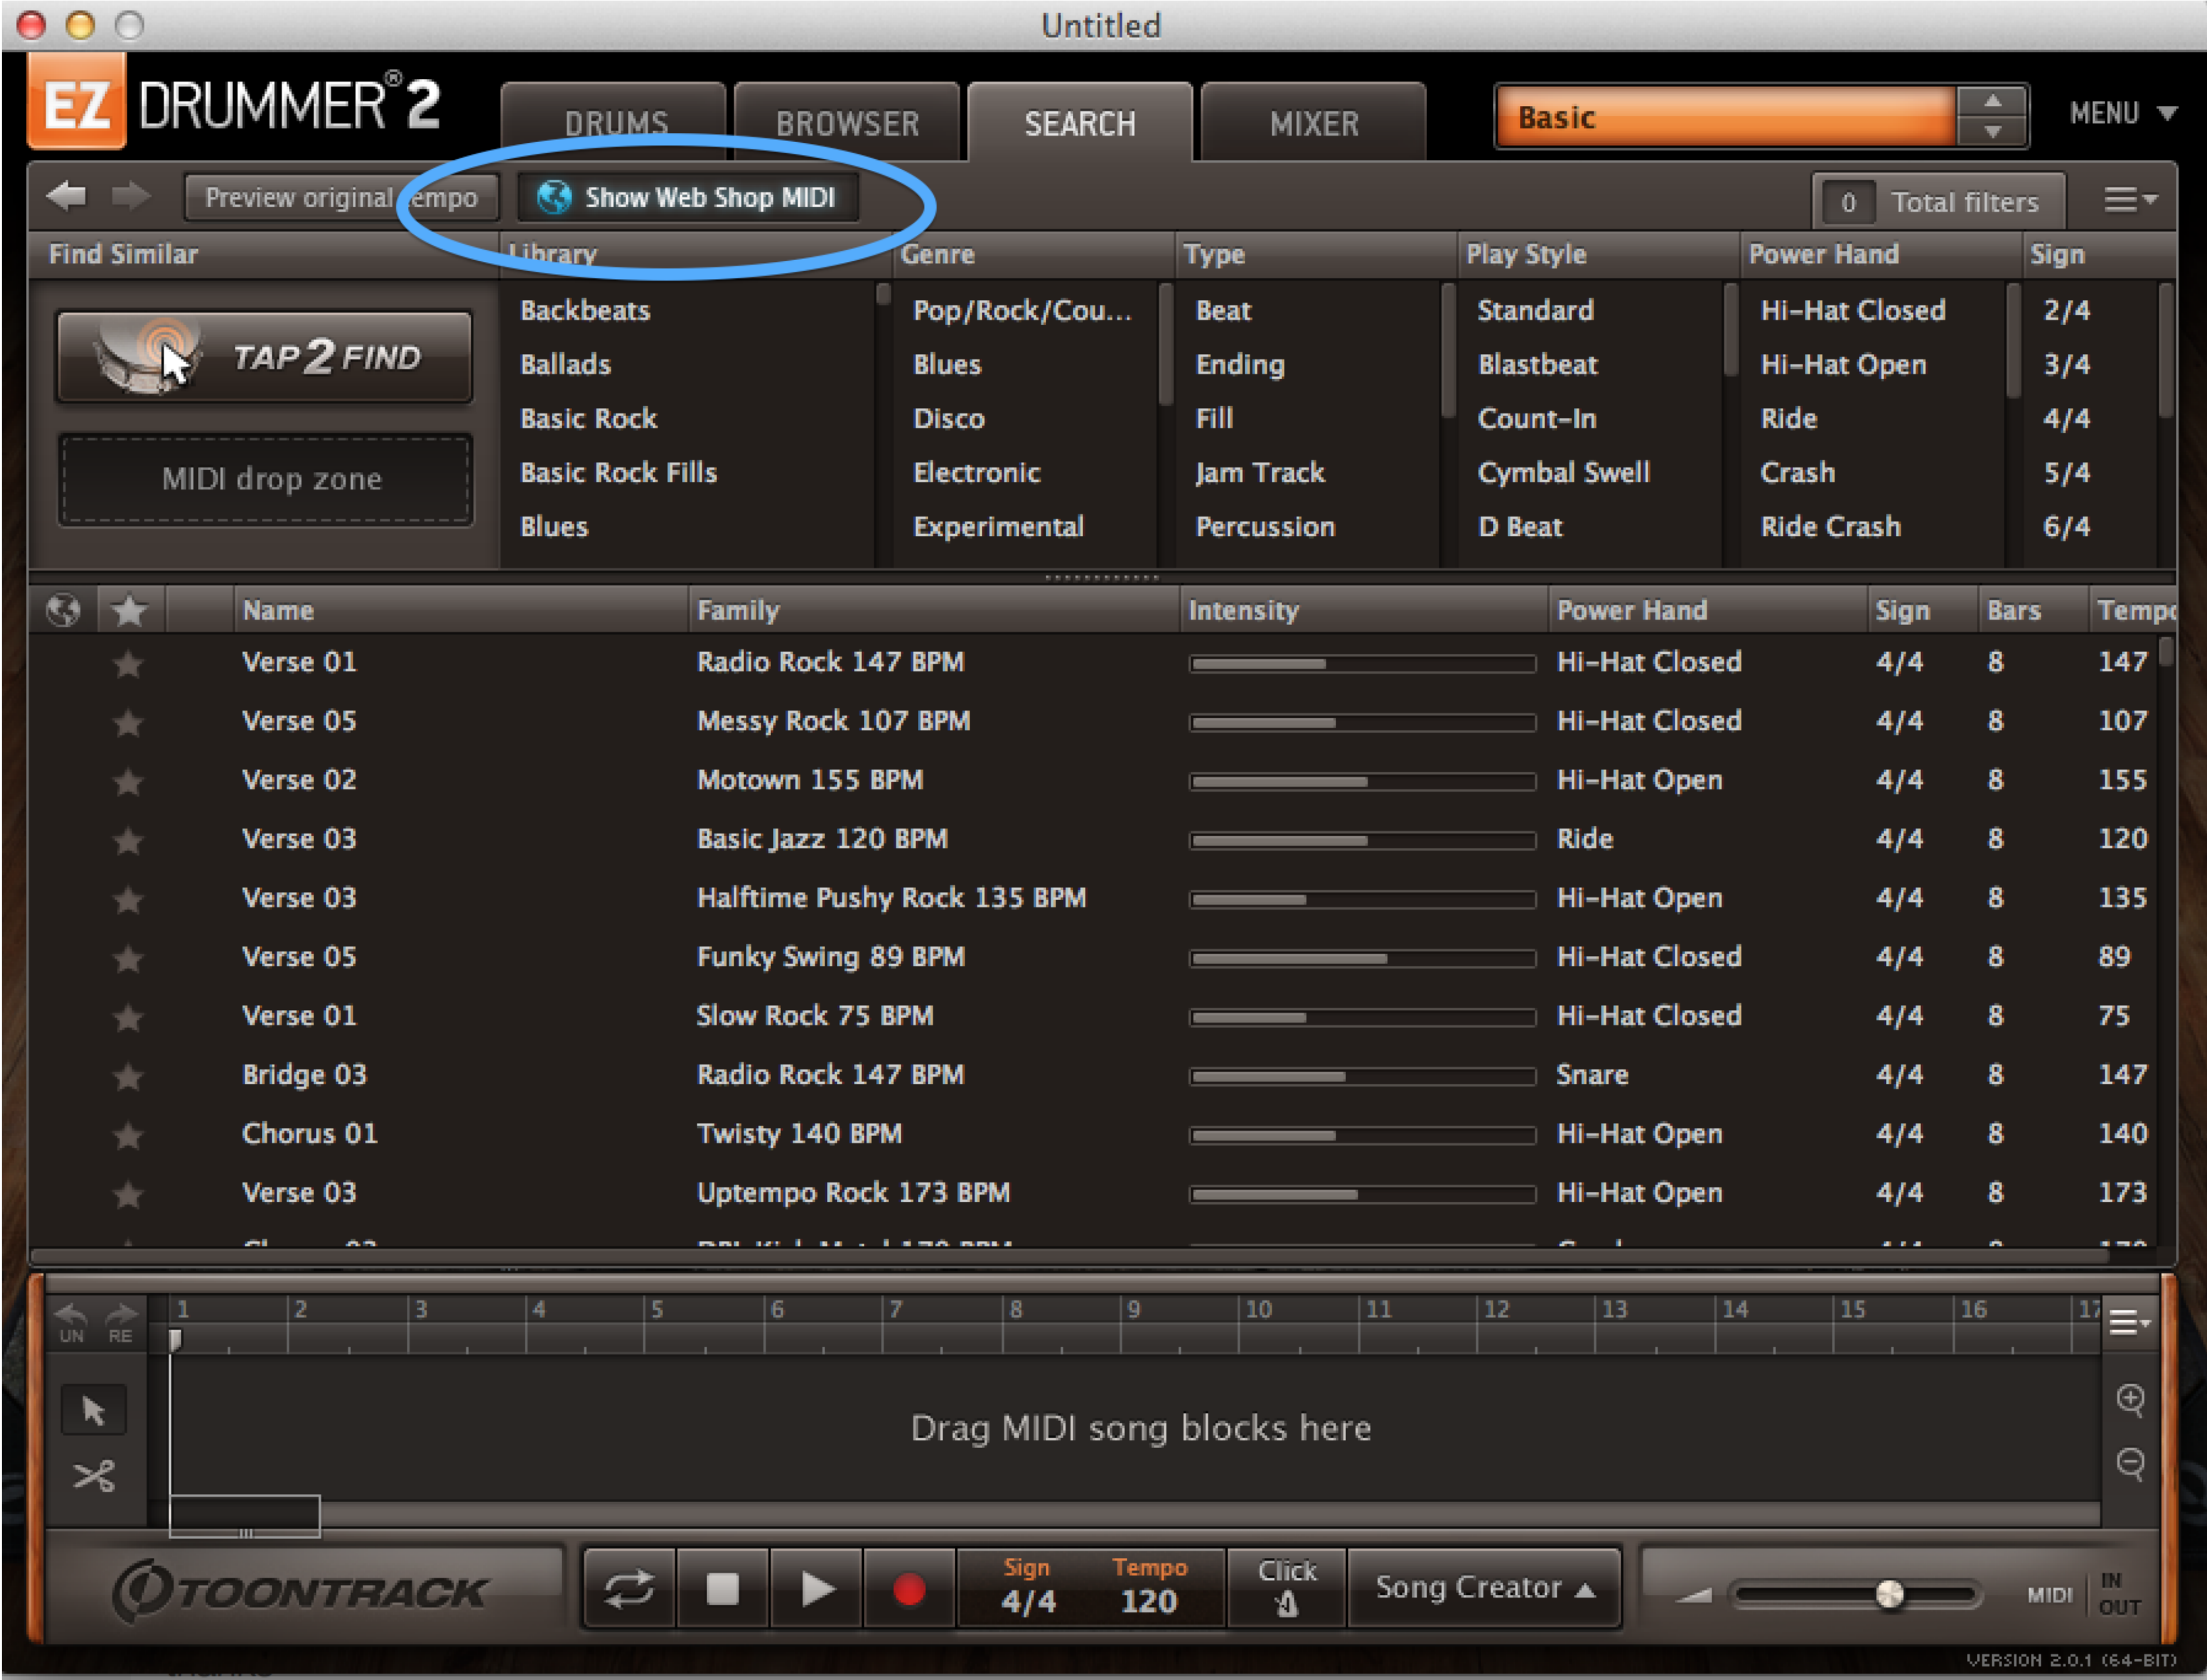 Untitled
EZ DRUMMER® 2
DRUMS
BROWSER
SEARCH
MIXER
Basic
MENU
Preview original tempo
Show Web Shop MIDI
0 Total filters
Find Similar
Library
Genre
Type
Play Style
Power Hand
Sign
TAP 2 FIND
MIDI drop zone
Backbeats
Ballads
Basic Rock
Basic Rock Fills
Blues
Pop/Rock/Cou...
Blues
Disco
Electronic
Experimental
Beat
Ending
Fill
Jam Track
Percussion
Standard
Blastbeat
Count-In
Cymbal Swell
D Beat
Hi-Hat Closed
Hi-Hat Open
Ride
Crash
Ride Crash
2/4
3/4
4/4
5/4
6/4
Name Family Intensity Power Hand Sign Bars Tempo
Verse 01 Radio Rock 147 BPM Hi-Hat Closed 4/4 8 147
Verse 05 Messy Rock 107 BPM Hi-Hat Closed 4/4 8 107
Verse 02 Motown 155 BPM Hi-Hat Open 4/4 8 155
Verse 03 Basic Jazz 120 BPM Ride 4/4 8 120
Verse 03 Halftime Pushy Rock 135 BPM Hi-Hat Open 4/4 8 135
Verse 05 Funky Swing 89 BPM Hi-Hat Closed 4/4 8 89
Verse 01 Slow Rock 75 BPM Hi-Hat Closed 4/4 8 75
Bridge 03 Radio Rock 147 BPM Snare 4/4 8 147
Chorus 01 Twisty 140 BPM Hi-Hat Open 4/4 8 140
Verse 03 Uptempo Rock 173 BPM Hi-Hat Open 4/4 8 173
UN RE
1 2 3 4 5 6 7 8 9 10 11 12 13 14 15 16 17
Drag MIDI song blocks here
TOONTRACK
Sign 4/4
Tempo 120
Click
Song Creator
MIDI
IN
OUT
VERSION 2.0.1 (64-BIT)